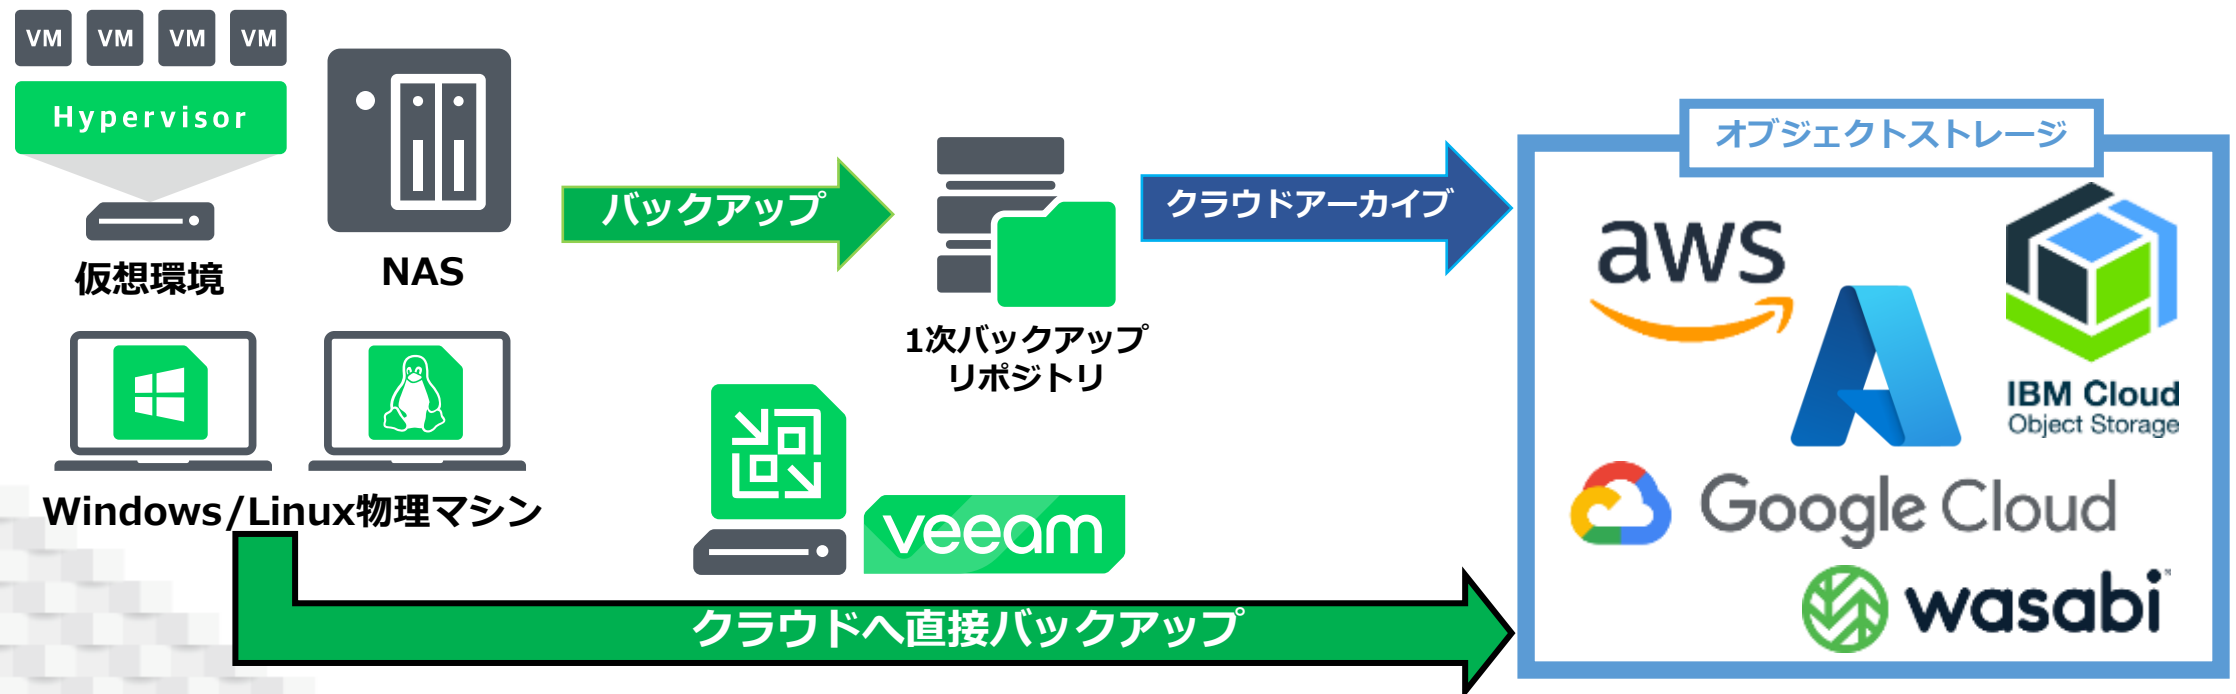 VM VM VM VM
Hypervisor
仮想環境
NAS
Windows/Linux物理マシン
バックアップ
1次バックアップ
リポジトリ
クラウドアーカイブ
veeam
クラウドへ直接バックアップ
オブジェクトストレージ
aws
IBM Cloud
Object Storage
Google Cloud
wasabi™